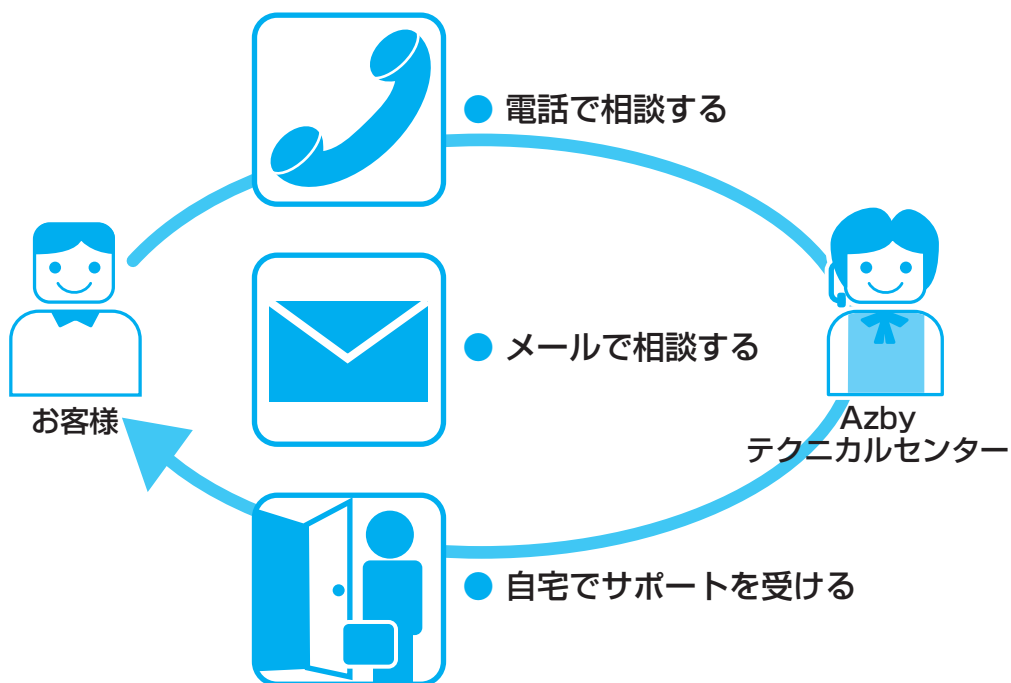 ● 電話で相談する
● メールで相談する
お客様
Azby
テクニカルセンター
● 自宅でサポートを受ける